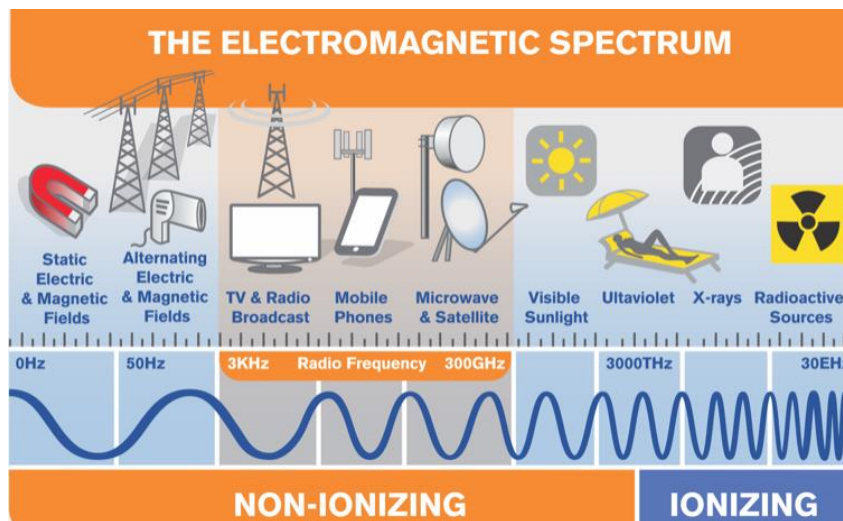 THE ELECTROMAGNETIC SPECTRUM
Static
Electric
& Magnetic
Fields
Alternating
Electric
& Magnetic
Fields
TV & Radio
Broadcast
Mobile
Phones
Microwave
& Satellite
Visible
Sunlight
Ultaviolet
X-rays
Radioactive
Sources
0Hz 50Hz 3KHz Radio Frequency 300GHz 3000THz 30EHz
NON-IONIZING IONIZING